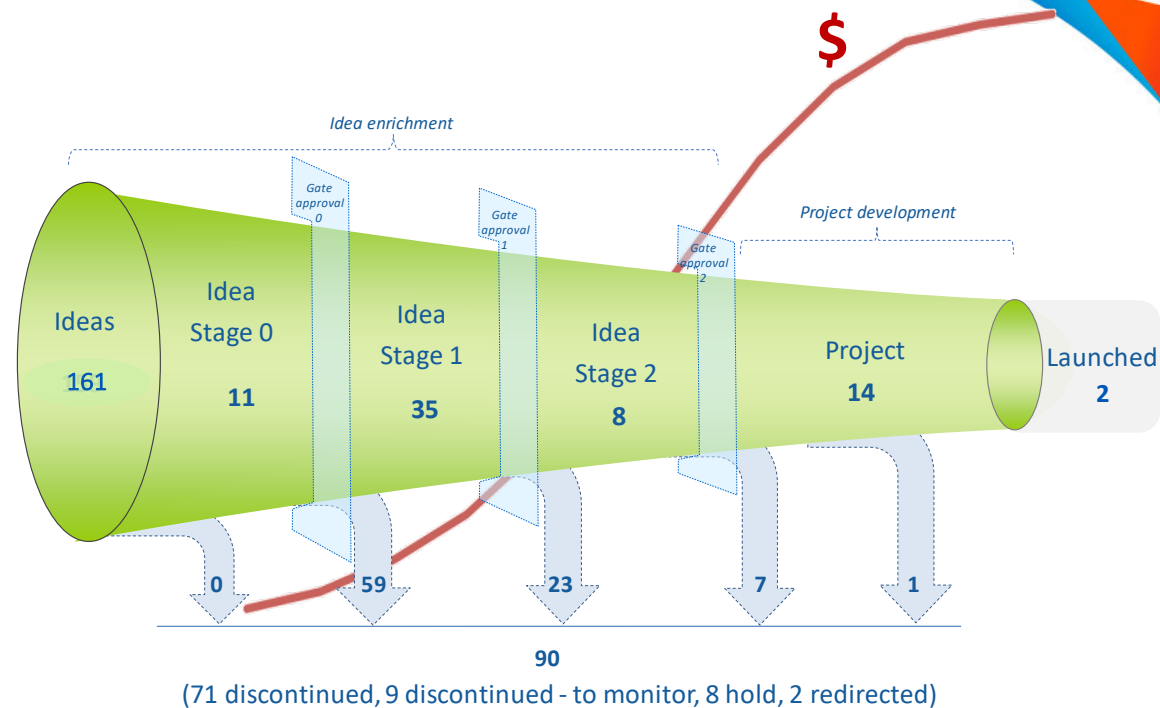 $
Idea enrichment
Gate
approval
0
Gate
approval
1
Gate
approval
2
Project development
Ideas
161
Idea
Stage 0
11
Idea
Stage 1
35
Idea
Stage 2
8
Project
14
Launched
2
0
59
23
7
1
90
(71 discontinued, 9 discontinued - to monitor, 8 hold, 2 redirected)